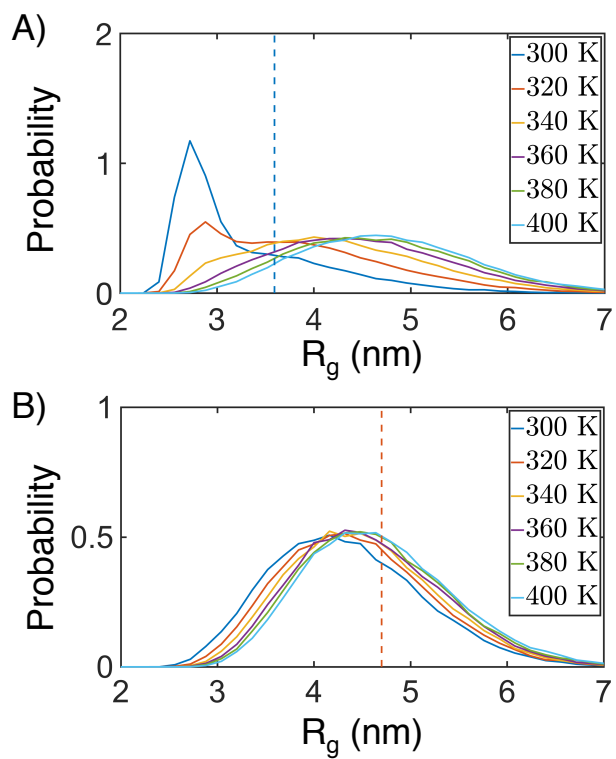 A)
2
1
0
Probability
300 K
320 K
340 K
360 K
380 K
400 K
2 3 4 5 6 7
R_g (nm)
B)
1
0.5
0
Probability
300 K
320 K
340 K
360 K
380 K
400 K
2 3 4 5 6 7
R_g (nm)